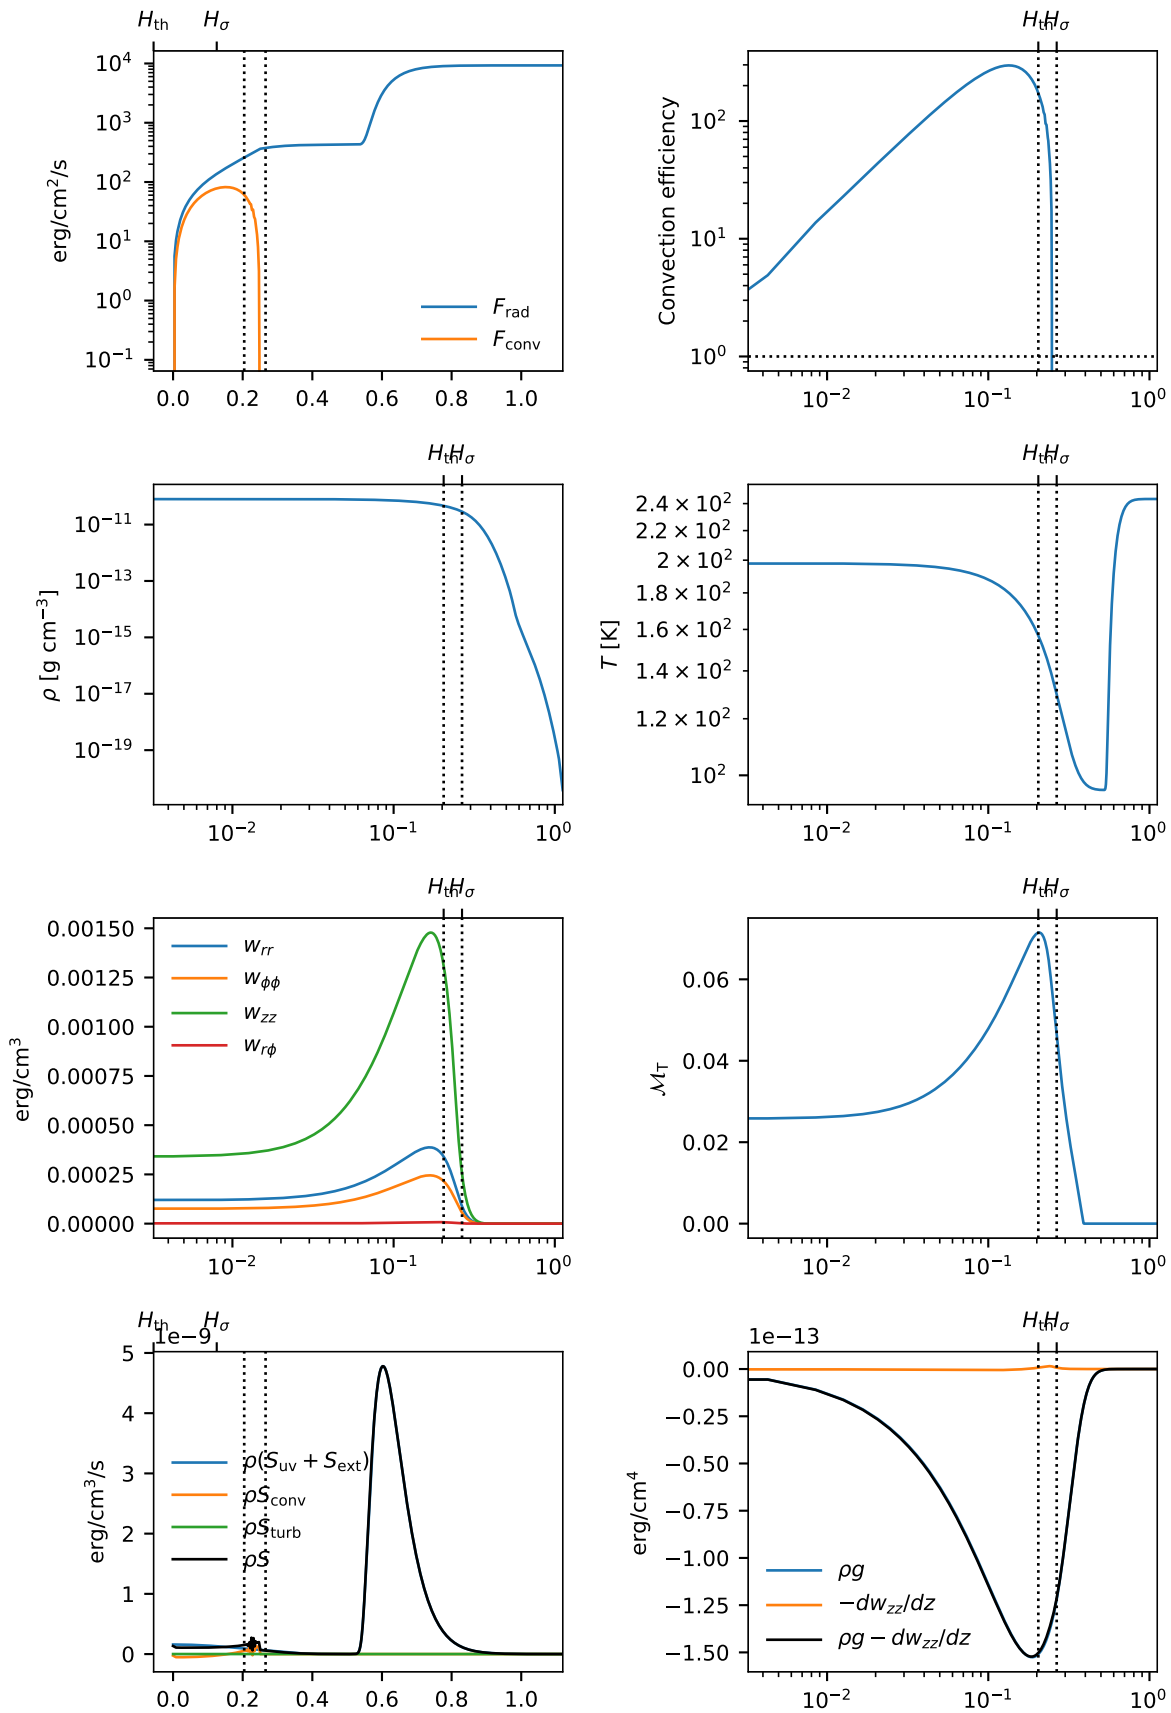 H_th H_σ
10^4
10^3
10^2
10^1
10^0
10^−1
erg/cm^2/s
F_rad
F_conv
0.0 0.2 0.4 0.6 0.8 1.0
H_th H_σ
10^2
10^1
10^0
Convection efficiency
10^−2 10^−1 10^0
H_th H_σ
10^−11
10^−13
10^−15
10^−17
10^−19
ρ [g cm^−3]
10^−2 10^−1 10^0
H_th H_σ
2.4 × 10^2
2.2 × 10^2
2 × 10^2
1.8 × 10^2
1.6 × 10^2
1.4 × 10^2
1.2 × 10^2
10^2
T [K]
10^−2 10^−1 10^0
H_th H_σ
0.00150
0.00125
0.00100
0.00075
0.00050
0.00025
0.00000
erg/cm^3
w_rr
w_ϕϕ
w_zz
w_rϕ
10^−2 10^−1 10^0
H_th H_σ
0.06
0.04
0.02
0.00
ℳ_T
10^−2 10^−1 10^0
H_th H_σ
1e−9
5
4
3
2
1
0
erg/cm^3/s
ρ(S_uv + S_ext)
ρS_conv
ρS_turb
ρS
0.0 0.2 0.4 0.6 0.8 1.0
H_th H_σ
1e−13
0.00
−0.25
−0.50
−0.75
−1.00
−1.25
−1.50
erg/cm^4
ρg
−dw_zz/dz
ρg − dw_zz/dz
10^−2 10^−1 10^0